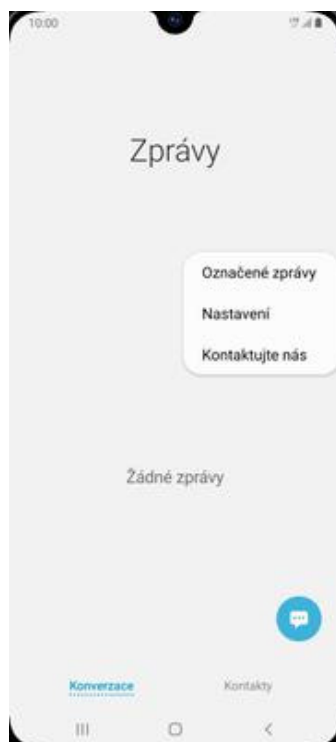 10:00
Zprávy
Označené zprávy
Nastavení
Kontaktujte nás
Žádné zprávy
Konverzace
Kontakty